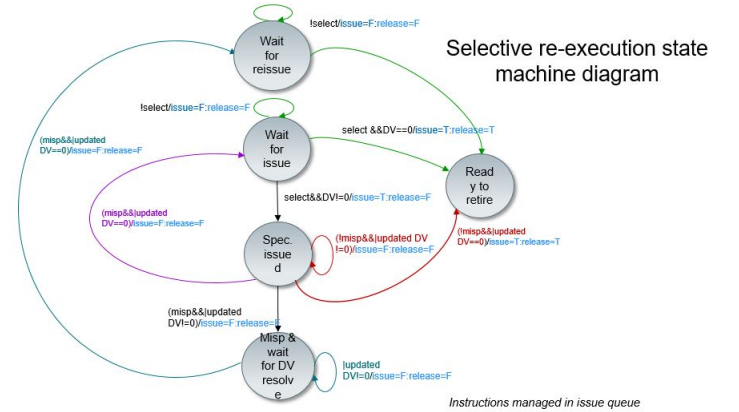 !select/issue=F:release=F
Wait
for
reissue
Selective re-execution state
machine diagram
!select/issue=F:release=F
Wait
for
issue
select &&DV==0/issue=T:release=T
(misp&&|updated
DV==0)/issue=F:release=F
Read
y to
retire
select&&DV!=0/issue=T:release=F
(misp&&|updated
DV==0)/issue=F:release=F
Spec.
issue
d
(!misp&&|updated DV
!=0)/issue=F:release=F
(!misp&&|updated
DV==0)/issue=T:release=T
(misp&&|updated
DV!=0)/issue=F:release=F
Misp &
wait
for DV
resolv
e
|updated
DV!=0/issue=F:release=F
Instructions managed in issue queue